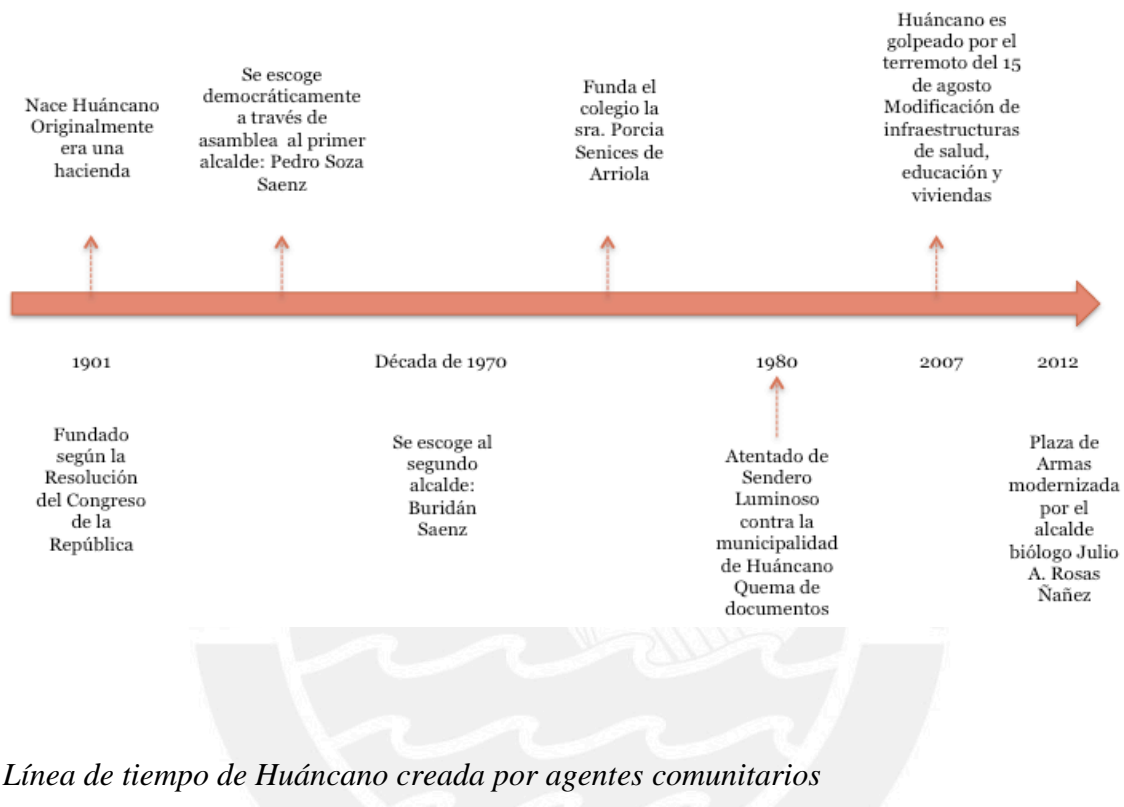 Nace Huáncano
Originalmente
era una
hacienda
Se escoge
democráticamente
a través de
asamblea al primer
alcalde: Pedro Soza
Saenz
Funda el
colegio la
sra. Porcia
Senices de
Arriola
Huáncano es
golpeado por el
terremoto del 15
de agosto
Modificación de
infraestructuras
de salud,
educación y
viviendas
1901
Década de 1970
1980
2007
2012
Fundado
según la
Resolución
del Congreso
de la
República
Se escoge al
segundo
alcalde:
Buridán
Saenz
Atentado de
Sendero
Luminoso
contra la
municipalidad
de Huáncano
Quema de
documentos
Plaza de
Armas
modernizada
por el
alcalde
biólogo Julio
A. Rosas
Ñañez
Línea de tiempo de Huáncano creada por agentes comunitarios